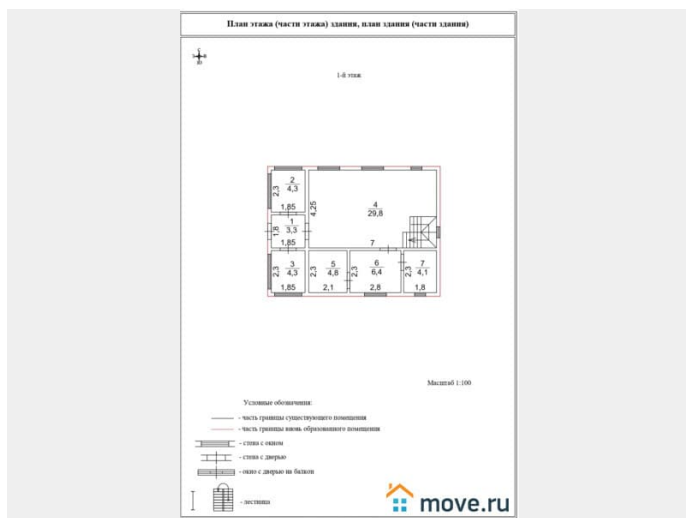 План этажа (части этажа) здания, план здания (части здания)
С
З В
Ю
1-й этаж
2
4,3
2,3
1,85
4
29,8
4,25
7
1
3,3
1,8
1,85
3
4,3
2,3
1,85
5
4,8
2,3
2,1
6
6,4
2,3
2,8
7
4,1
2,3
1,8
Масштаб 1:100
Условные обозначения:
- часть границы существующего помещения
- часть границы вновь образованного помещения
- стена с окном
- стена с дверью
- окно с дверью на балкон
- лестница
move.ru